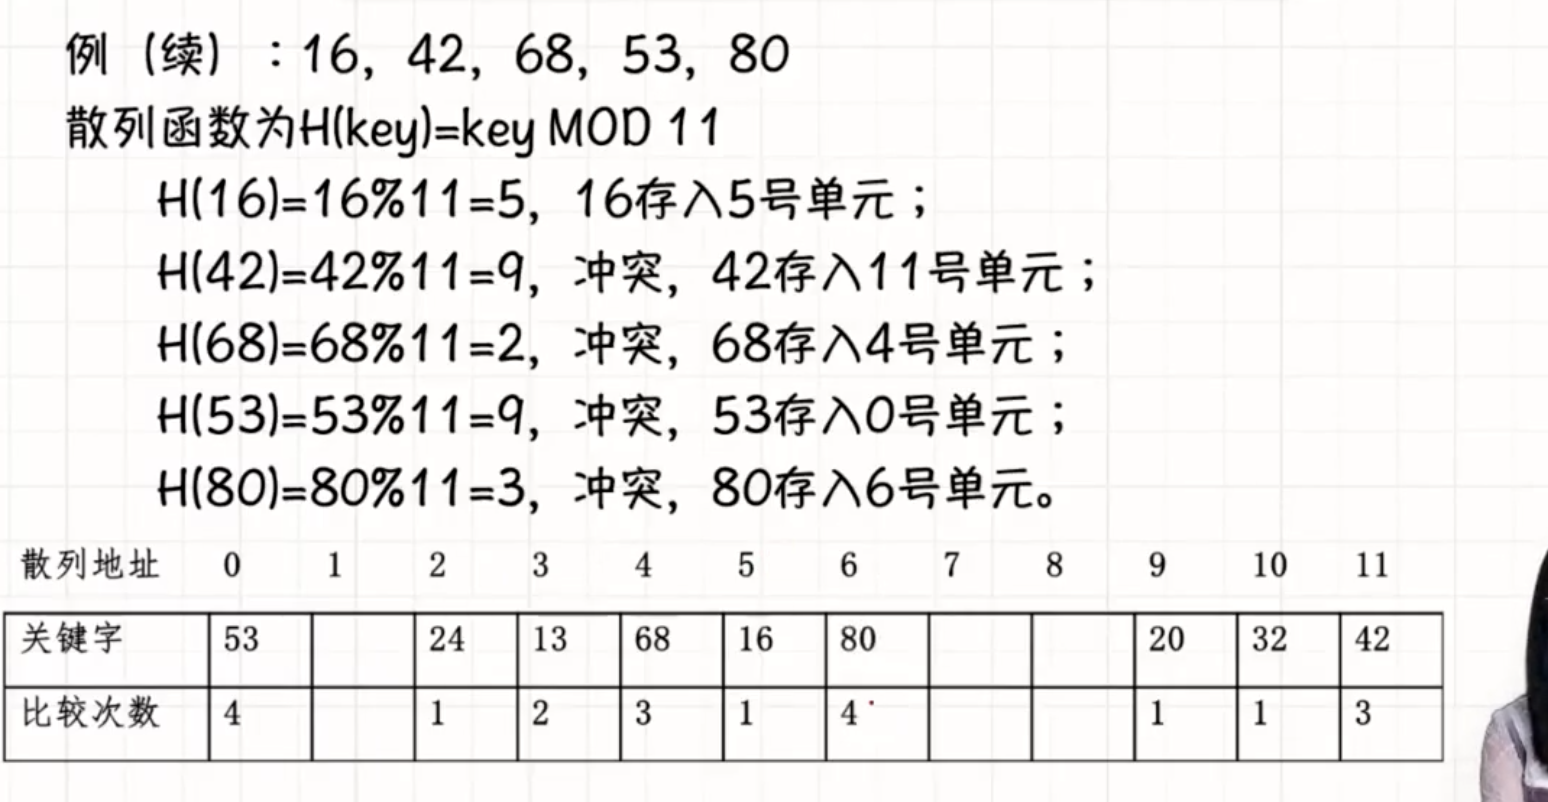 例（续）：16，42，68，53，80
散列函数为H(key)=key MOD 11
H(16)=16%11=5，16存入5号单元；
H(42)=42%11=9，冲突，42存入11号单元；
H(68)=68%11=2，冲突，68存入4号单元；
H(53)=53%11=9，冲突，53存入0号单元；
H(80)=80%11=3，冲突，80存入6号单元。
散列地址 0 1 2 3 4 5 6 7 8 9 10 11
关键字 53 24 13 68 16 80 20 32 42
比较次数 4 1 2 3 1 4 1 1 3